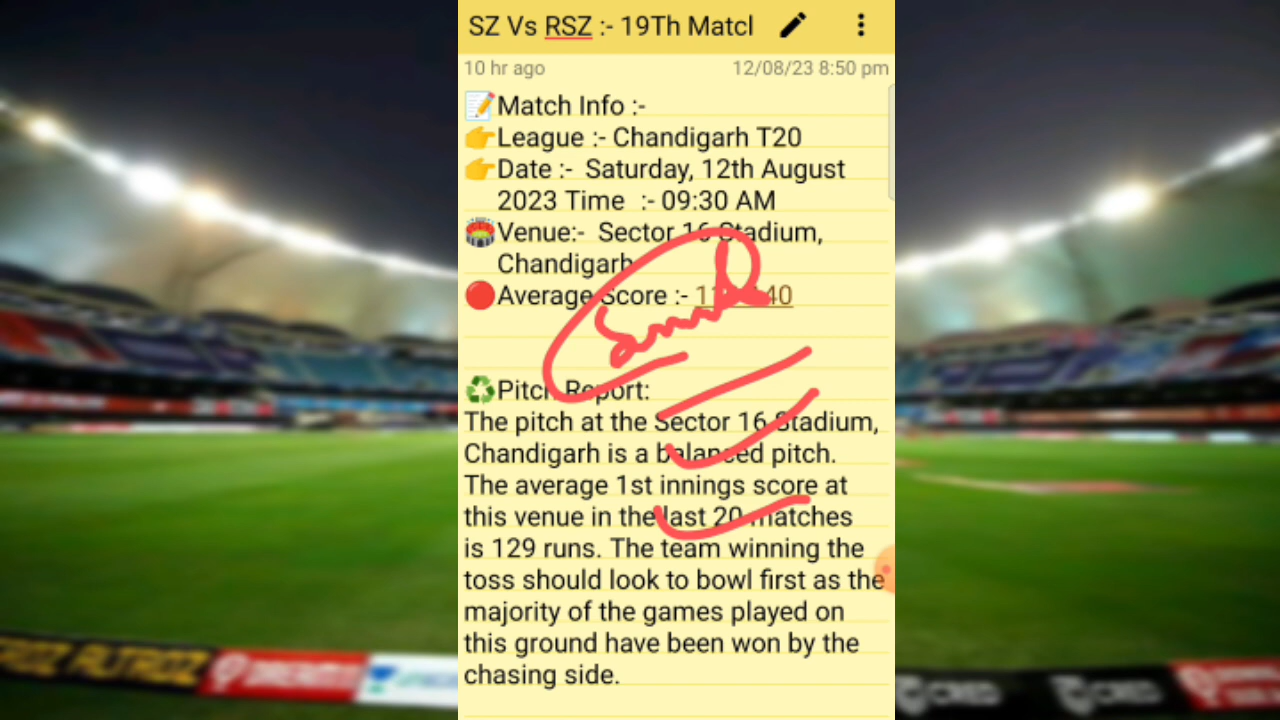 SZ Vs RSZ :- 19Th Matcl
10 hr ago 12/08/23 8:50 pm
📝Match Info :-
👉League :- Chandigarh T20
👉Date :- Saturday, 12th August
2023 Time :- 09:30 AM
🏟Venue:- Sector 16 Stadium,
Chandigarh
🔴Average Score :-
♻Pitch Report:
The pitch at the Sector 16 Stadium,
Chandigarh is a balanced pitch.
The average 1st innings score at
this venue in the last 20 matches
is 129 runs. The team winning the
toss should look to bowl first as the
majority of the games played on
this ground have been won by the
chasing side.
CRED
CRED